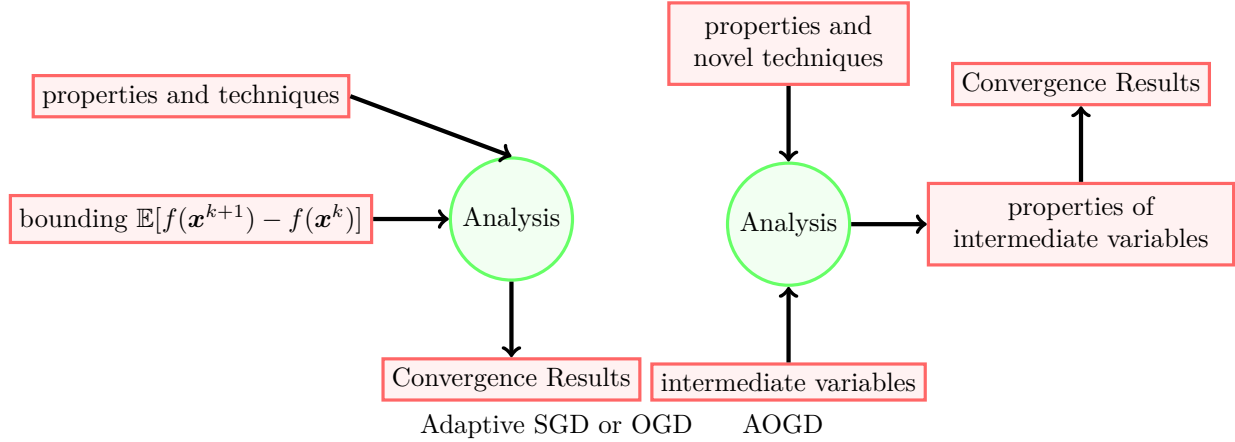 properties and techniques
bounding 𝔼[f(𝒙^{k+1}) − f(𝒙^k)]
Analysis
Convergence Results
Adaptive SGD or OGD
properties and
novel techniques
Analysis
intermediate variables
AOGD
Convergence Results
properties of
intermediate variables